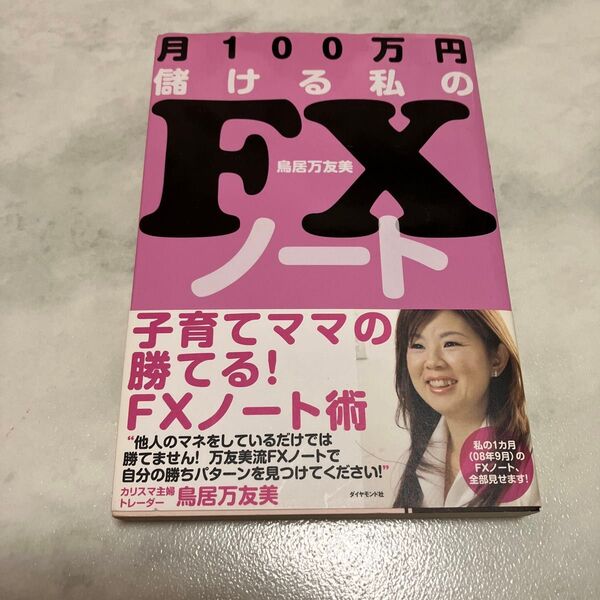 月100万円
儲ける私の
FX
鳥居万友美
ノート
子育てママの
勝てる!
FXノート術
"他人のマネをしているだけでは
勝てません! 万友美流FXノートで
自分の勝ちパターンを見つけてください!"
カリスマ主婦
トレーダー 鳥居万友美
私の1カ月
(08年9月)の
FXノート、
全部見せます!
ダイヤモンド社